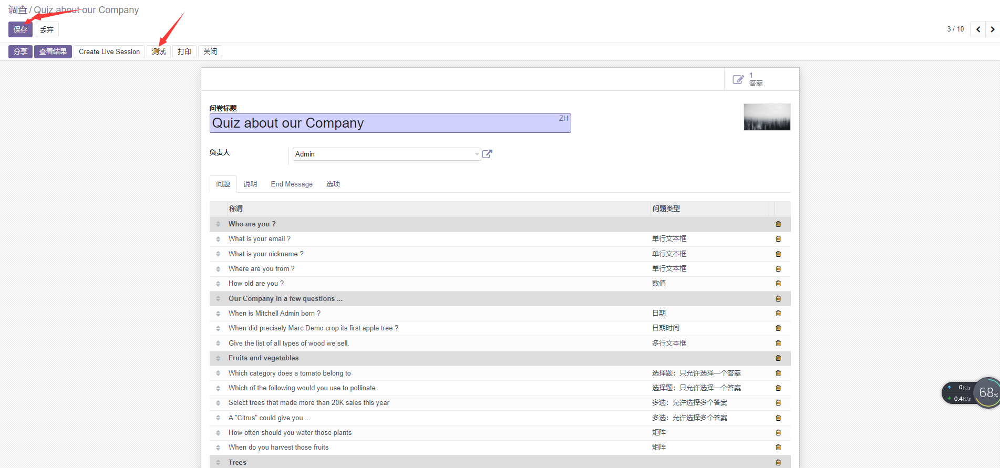 调查 / Quiz about our Company
保存 丢弃 3 / 10
分享 查看结果 Create Live Session 测试 打印 关闭
1
答案
问卷标题
Quiz about our Company ZH
负责人 Admin
问题 说明 End Message 选项
称谓 问题类型
Who are you ?
What is your email ? 单行文本框
What is your nickname ? 单行文本框
Where are you from ? 单行文本框
How old are you ? 数值
Our Company in a few questions ...
When is Mitchell Admin born ? 日期
When did precisely Marc Demo crop its first apple tree ? 日期时间
Give the list of all types of wood we sell. 多行文本框
Fruits and vegetables
Which category does a tomato belong to 选择题：只允许选择一个答案
Which of the following would you use to pollinate 选择题：只允许选择一个答案
Select trees that made more than 20K sales this year 多选：允许选择多个答案
A "Citrus" could give you ... 多选：允许选择多个答案
How often should you water those plants 矩阵
When do you harvest those fruits 矩阵
Trees
0K/s
0.4K/s
68%